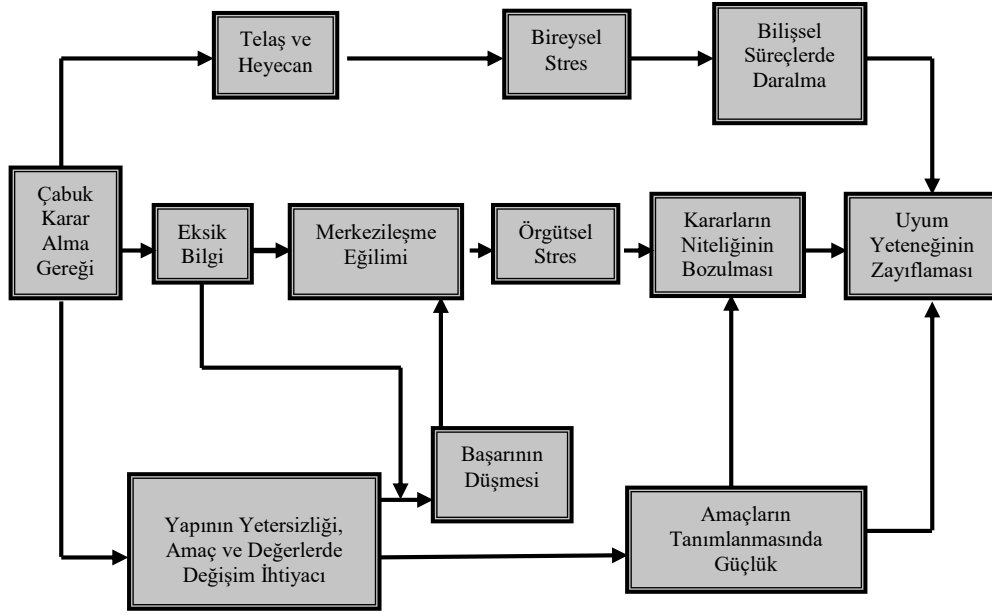 Telaş ve
Heyecan
Bireysel
Stres
Bilişsel
Süreçlerde
Daralma
Çabuk
Karar
Alma
Gereği
Eksik
Bilgi
Merkezileşme
Eğilimi
Örgütsel
Stres
Kararların
Niteliğinin
Bozulması
Uyum
Yeteneğinin
Zayıflaması
Başarının
Düşmesi
Yapının Yetersizliği,
Amaç ve Değerlerde
Değişim İhtiyacı
Amaçların
Tanımlanmasında
Güçlük